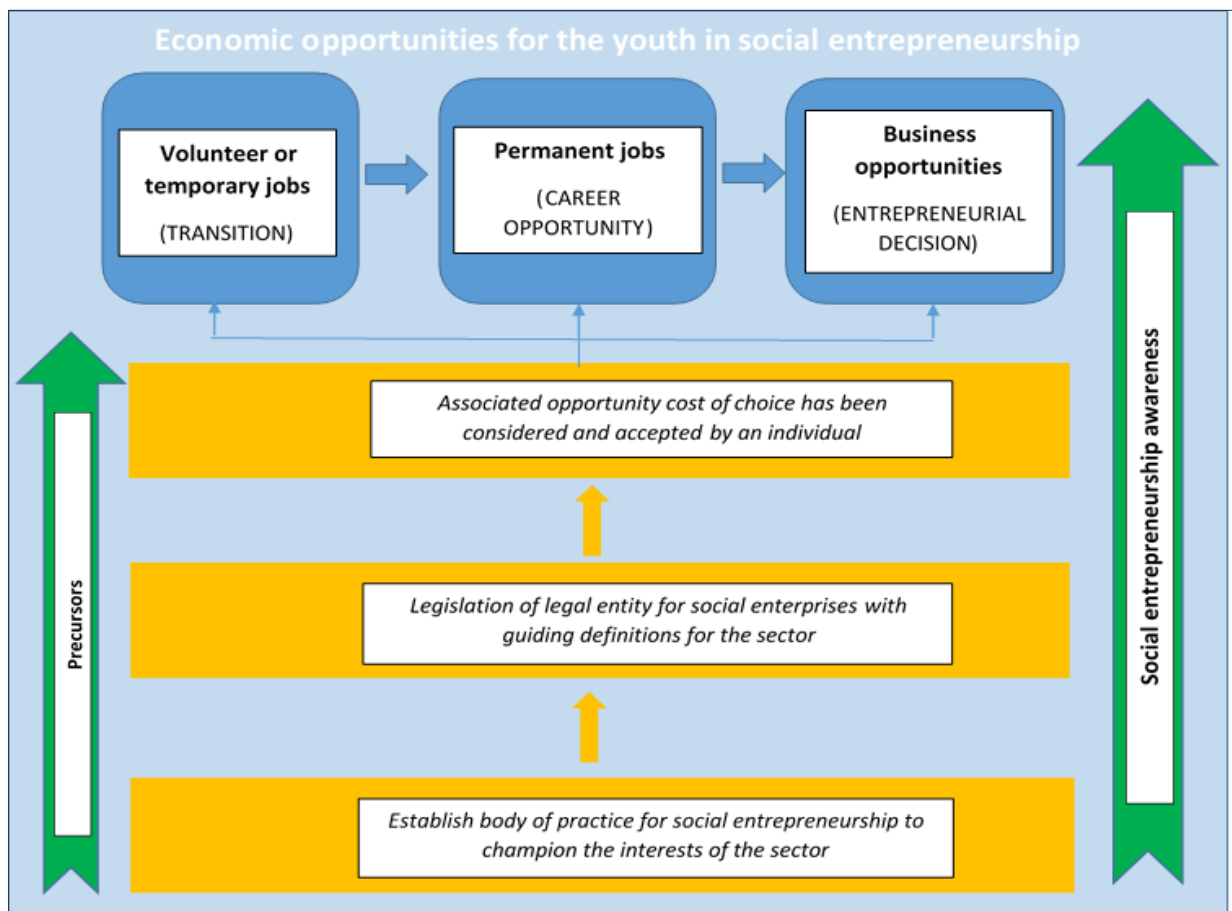 Economic opportunities for the youth in social entrepreneurship
Volunteer or
temporary jobs
(TRANSITION)
Permanent jobs
(CAREER
OPPORTUNITY)
Business
opportunities
(ENTREPRENEURIAL
DECISION)
Associated opportunity cost of choice has been
considered and accepted by an individual
Legislation of legal entity for social enterprises with
guiding definitions for the sector
Establish body of practice for social entrepreneurship to
champion the interests of the sector
Precursors
Social entrepreneurship awareness